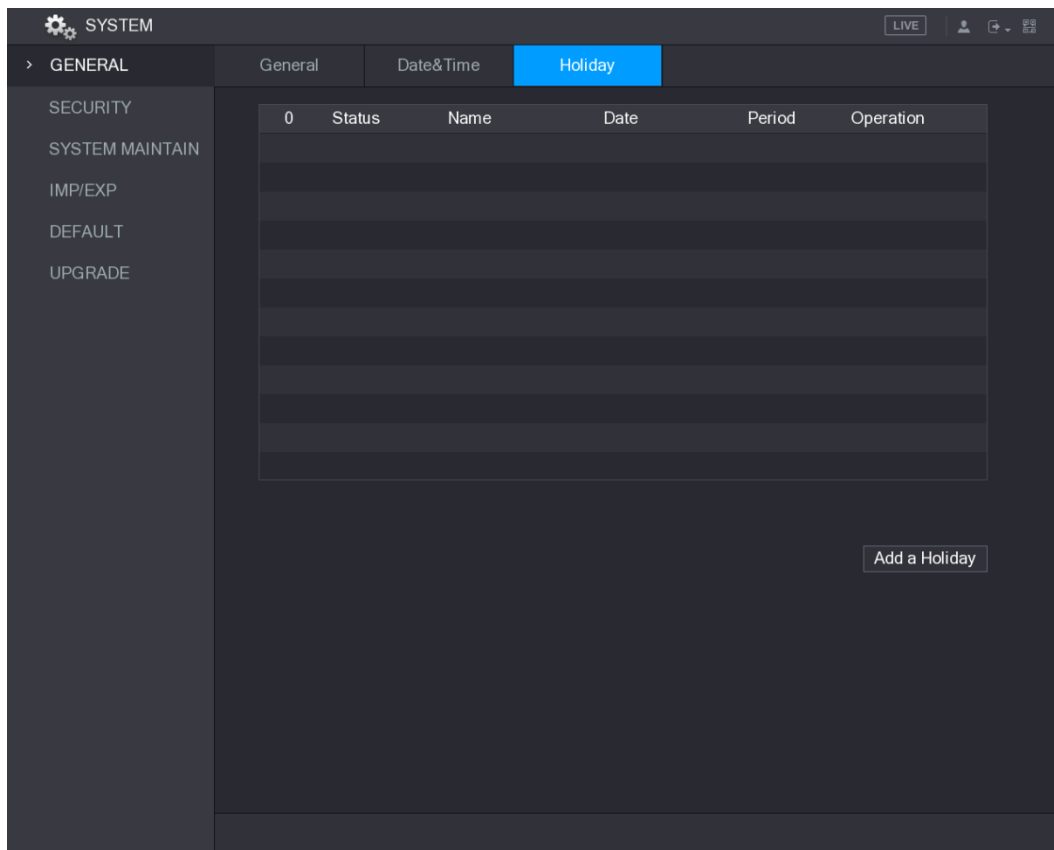 SYSTEM LIVE
GENERAL General Date&Time Holiday
SECURITY
0 Status Name Date Period Operation
SYSTEM MAINTAIN
IMP/EXP
DEFAULT
UPGRADE
Add a Holiday